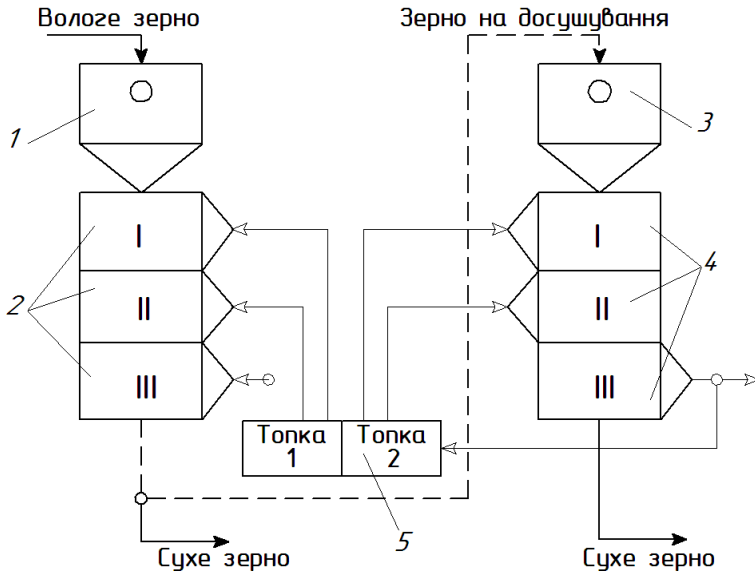 Вологе зерно
Зерно на досушування
1
3
I
I
2
II
II
4
III
III
Топка
1
Топка
2
5
Сухе зерно
Сухе зерно